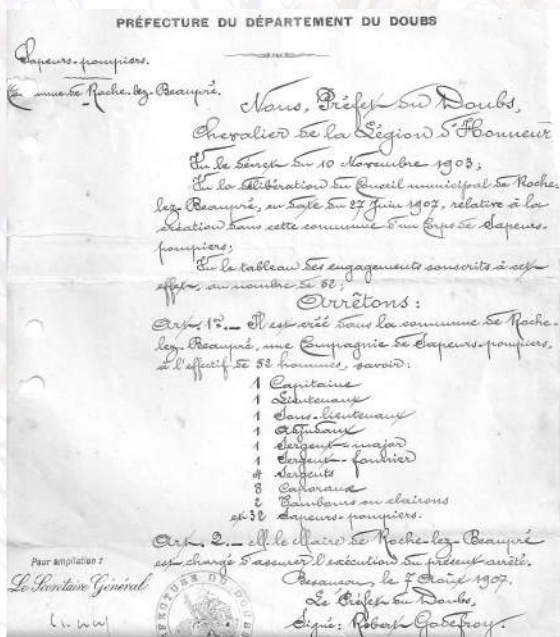 PRÉFECTURE DU DÉPARTEMENT DU DOUBS
Sapeurs-pompiers.
Commune de Roche-lez-Beaupré.
Nous, Préfet du Doubs,
Chevalier de la Légion d'Honneur
Vu le décret du 10 Novembre 1903;
Vu la délibération du Conseil municipal de Roche-
lez-Beaupré, en date du 27 Juin 1907, relative à la
création dans cette commune d'un Corps de Sapeurs-
pompiers;
Vu le tableau des engagements souscrits à cet
effet, au nombre de 52;
Arrêtons:
Art. 1er._ Il est créé dans la commune de Roche-
lez-Beaupré, une Compagnie de Sapeurs-pompiers,
à l'effectif de 52 hommes, savoir:
1 Capitaine
1 Lieutenant
1 Sous-lieutenant
1 Adjudant
1 Sergent-major
1 Sergent-fourrier
4 Sergents
8 Caporaux
2 Tambours ou clairons
et 32 Sapeurs-pompiers.
Art. 2._ M. le Maire de Roche-lez-Beaupré
est chargé d'assurer l'exécution du présent arrêté.
Besançon, le 7 Août 1907.
Le Préfet du Doubs,
Signé: Robert Godefroy.
Pour ampliation:
Le Secrétaire Général
PRÉFECTURE DU DOUBS